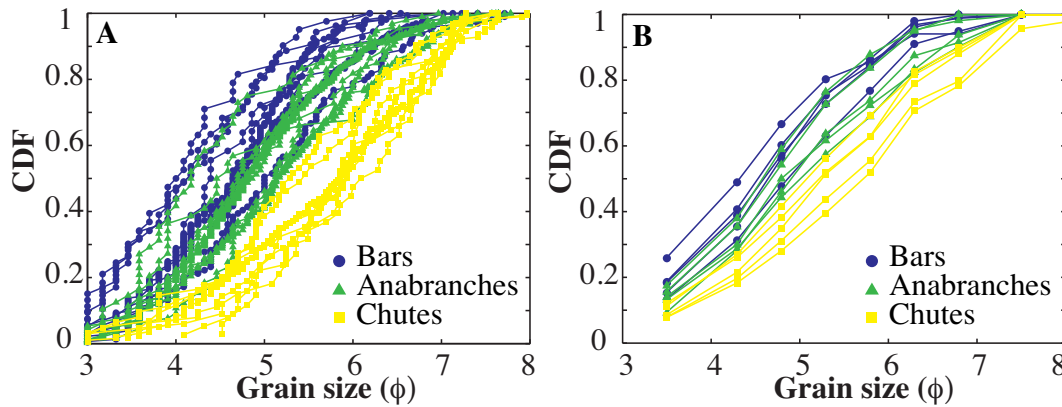 A
CDF
1
0.8
0.6
0.4
0.2
0
Bars
Anabranches
Chutes
3 4 5 6 7 8
Grain size (ϕ)
B
CDF
1
0.8
0.6
0.4
0.2
0
Bars
Anabranches
Chutes
3 4 5 6 7 8
Grain size (ϕ)